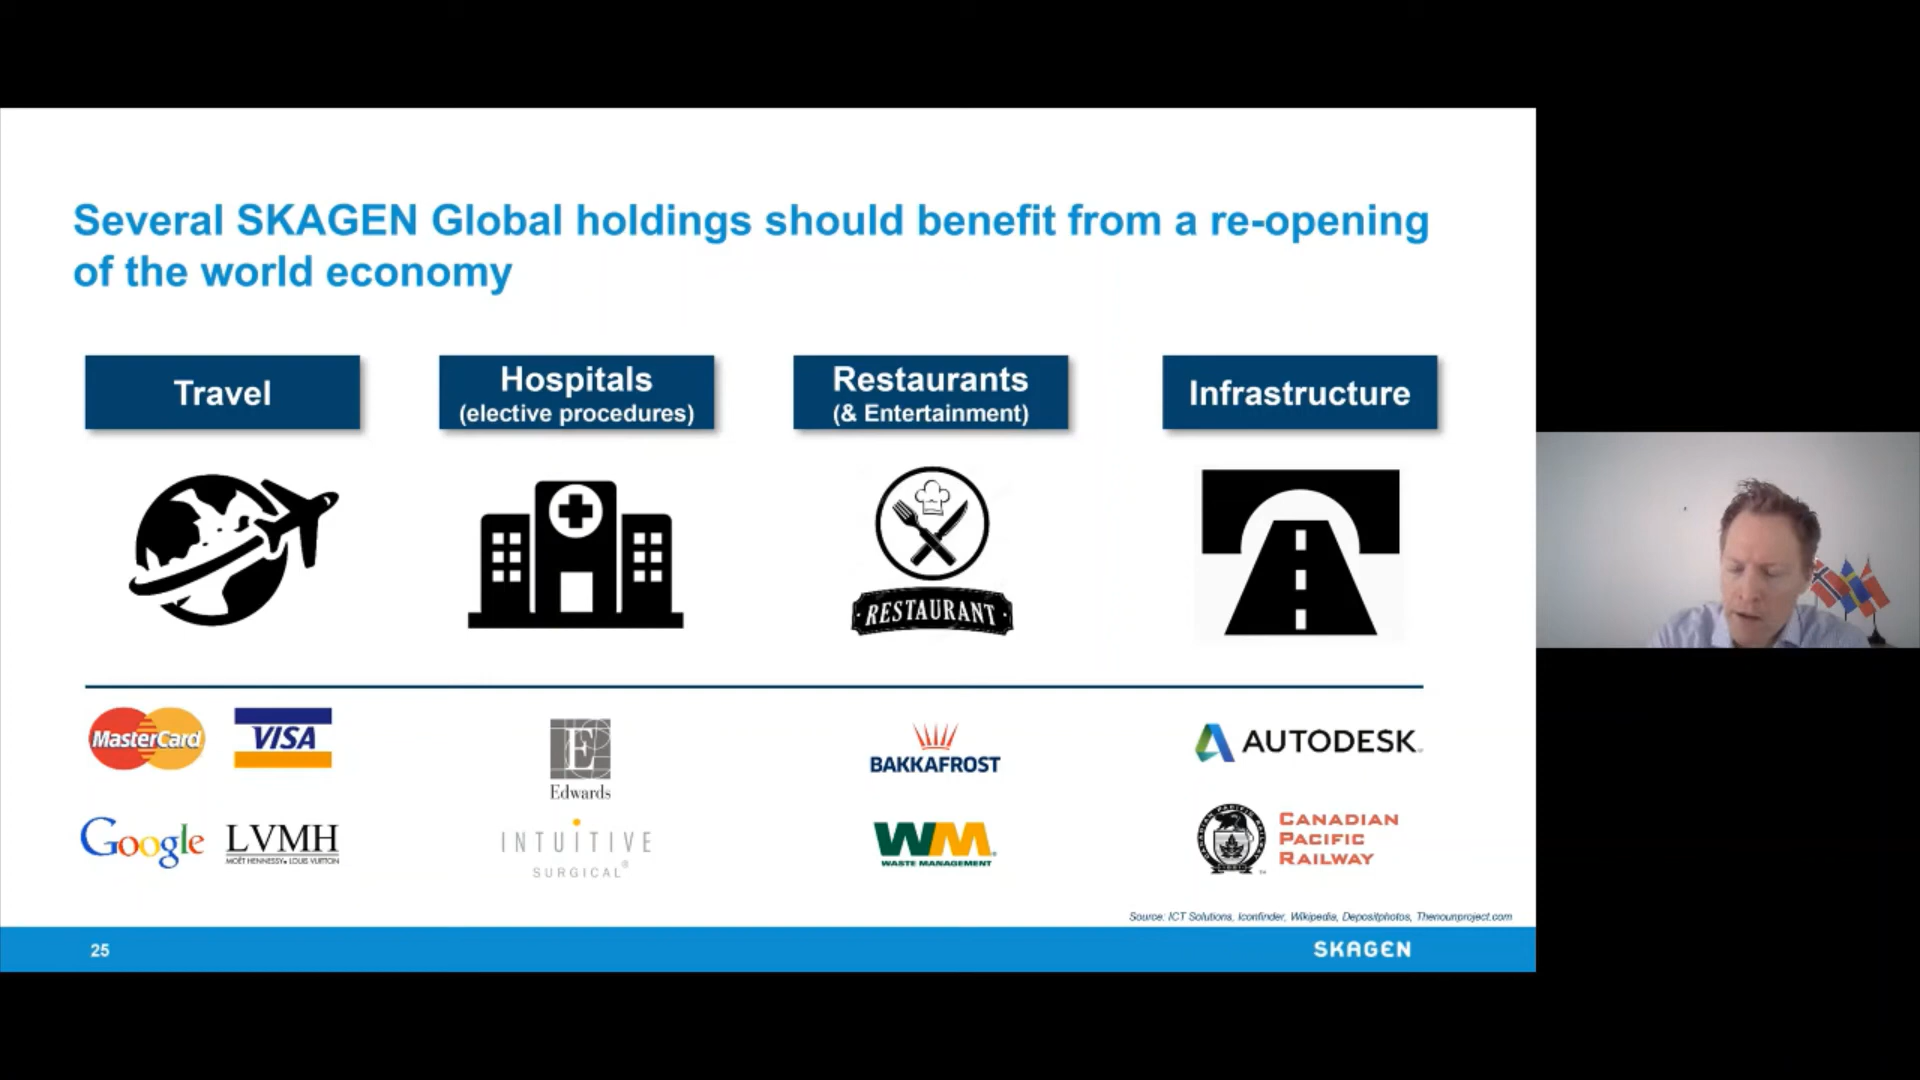 Several SKAGEN Global holdings should benefit from a re-opening
of the world economy
Travel
Hospitals
(elective procedures)
Restaurants
(& Entertainment)
Infrastructure
RESTAURANT
MasterCard
VISA
Google
LVMH
MOËT HENNESSY. LOUIS VUITTON
E
Edwards
INTUITIVE
SURGICAL®
BAKKAFROST
WM
WASTE MANAGEMENT
AUTODESK
CANADIAN
PACIFIC
RAILWAY
Source: ICT Solutions, Iconfinder, Wikipedia, Depositphotos, Thenounproject.com
25
SKAGEN